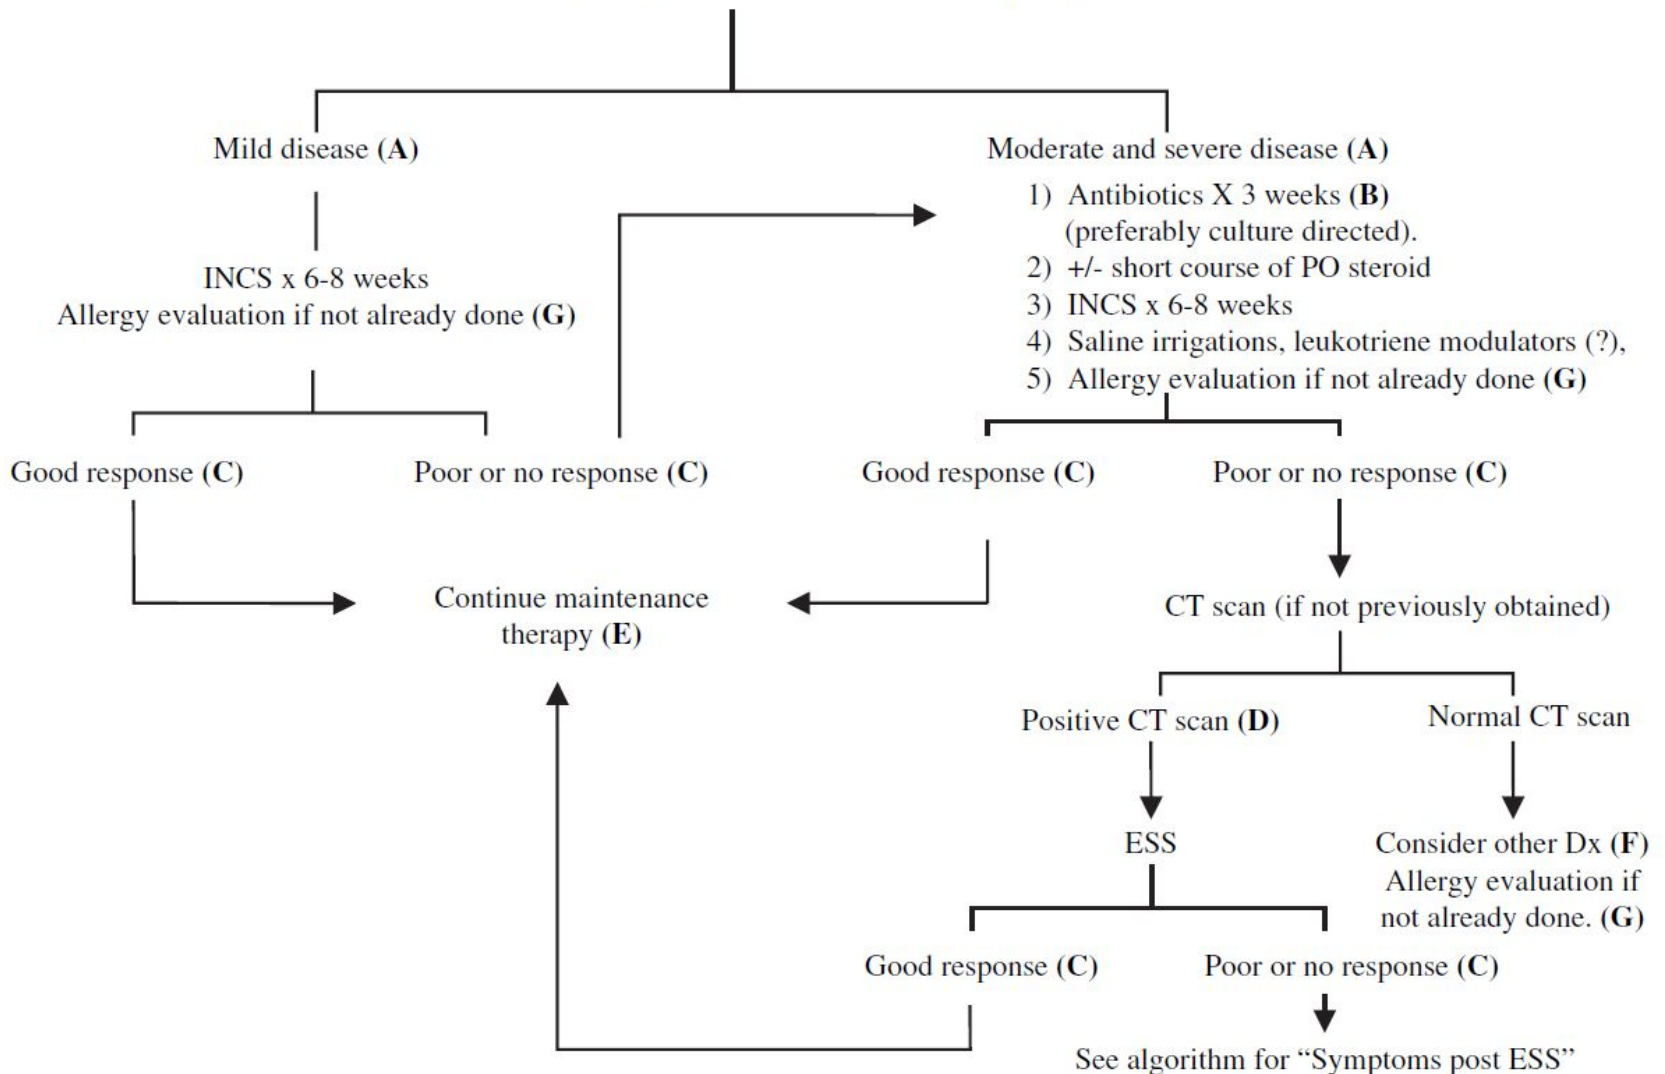 Mild disease (A)
INCS x 6-8 weeks
Allergy evaluation if not already done (G)
Good response (C)
Poor or no response (C)
Moderate and severe disease (A)
1) Antibiotics X 3 weeks (B)
(preferably culture directed).
2) +/- short course of PO steroid
3) INCS x 6-8 weeks
4) Saline irrigations, leukotriene modulators (?),
5) Allergy evaluation if not already done (G)
Good response (C)
Poor or no response (C)
Continue maintenance
therapy (E)
CT scan (if not previously obtained)
Positive CT scan (D)
Normal CT scan
ESS
Consider other Dx (F)
Allergy evaluation if
not already done. (G)
Good response (C)
Poor or no response (C)
See algorithm for “Symptoms post ESS”